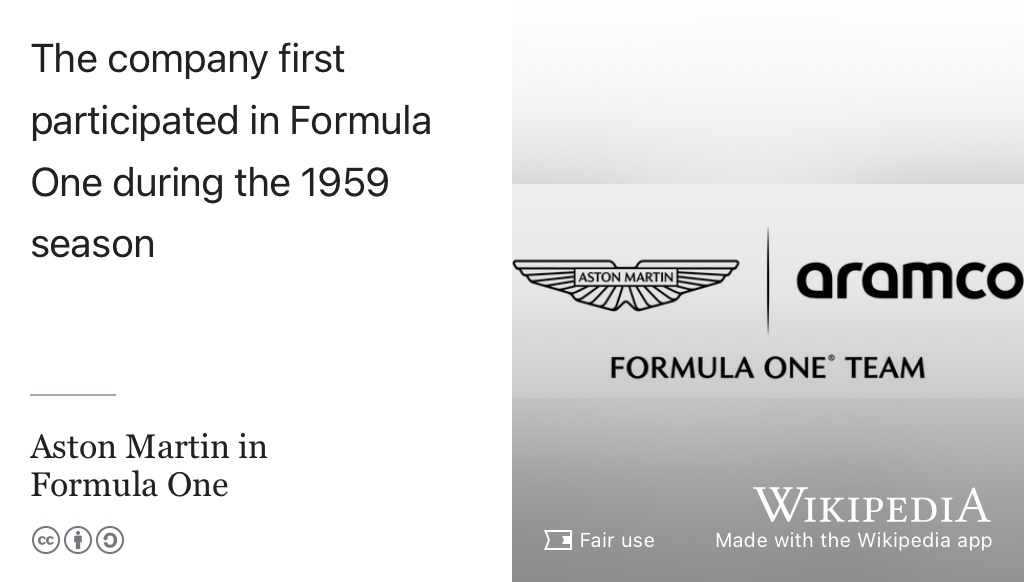 The company first
participated in Formula
One during the 1959
season
Aston Martin in
Formula One
cc
ASTON MARTIN
aramco
FORMULA ONE® TEAM
WIKIPEDIA
Fair use
Made with the Wikipedia app